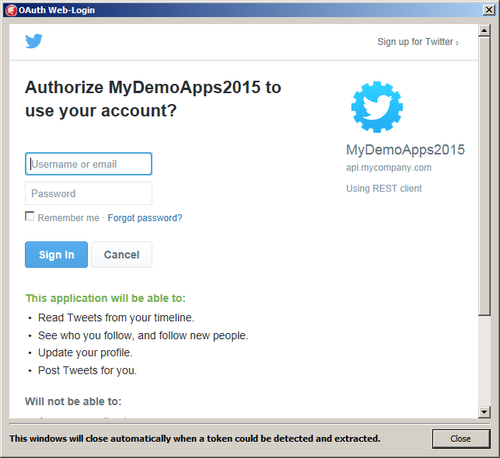 OAuth Web-Login
Sign up for Twitter ›
Authorize MyDemoApps2015 to
use your account?
MyDemoApps2015
api.mycompany.com
Using REST client
Username or email
Password
Remember me · Forgot password?
Sign In
Cancel
This application will be able to:
• Read Tweets from your timeline.
• See who you follow, and follow new people.
• Update your profile.
• Post Tweets for you.
Will not be able to:
This windows will close automatically when a token could be detected and extracted.
Close